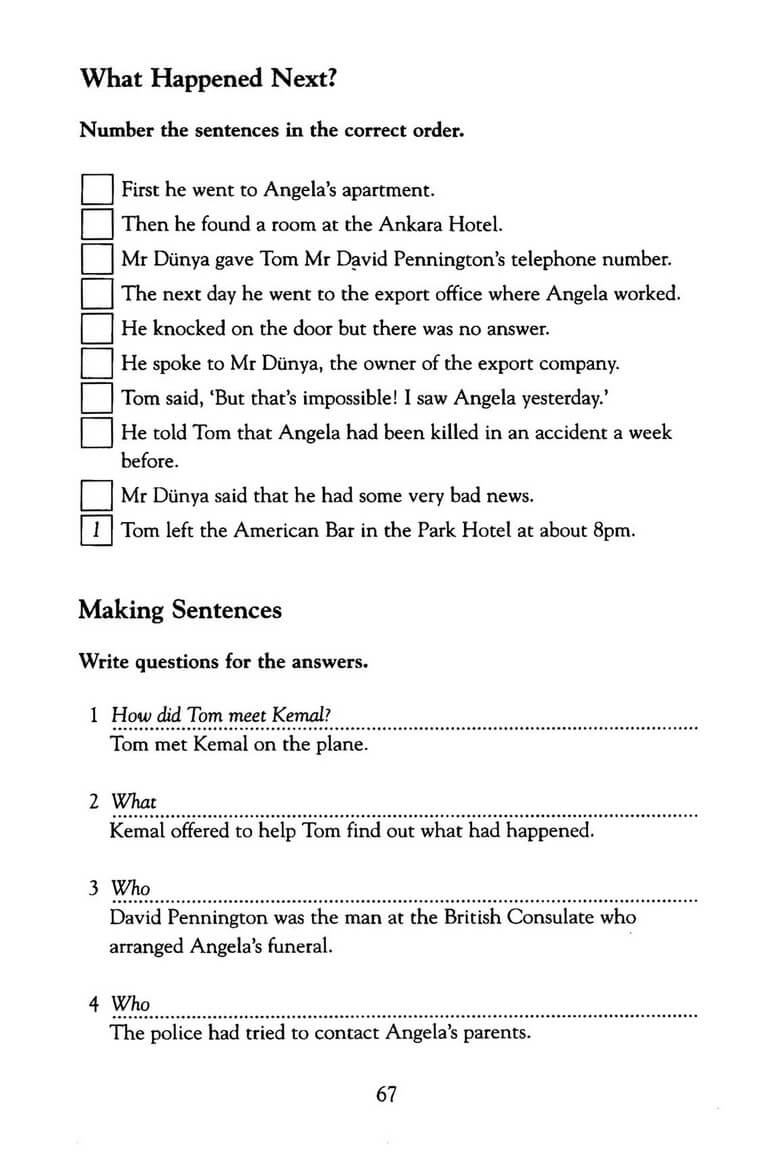 What Happened Next?
Number the sentences in the correct order.
First he went to Angela's apartment.
Then he found a room at the Ankara Hotel.
Mr Dünya gave Tom Mr David Pennington's telephone number.
The next day he went to the export office where Angela worked.
He knocked on the door but there was no answer.
He spoke to Mr Dünya, the owner of the export company.
Tom said, ‘But that's impossible! I saw Angela yesterday.’
He told Tom that Angela had been killed in an accident a week
before.
Mr Dünya said that he had some very bad news.
1 Tom left the American Bar in the Park Hotel at about 8pm.
Making Sentences
Write questions for the answers.
1 How did Tom meet Kemal?
Tom met Kemal on the plane.
2 What
Kemal offered to help Tom find out what had happened.
3 Who
David Pennington was the man at the British Consulate who
arranged Angela's funeral.
4 Who
The police had tried to contact Angela's parents.
67